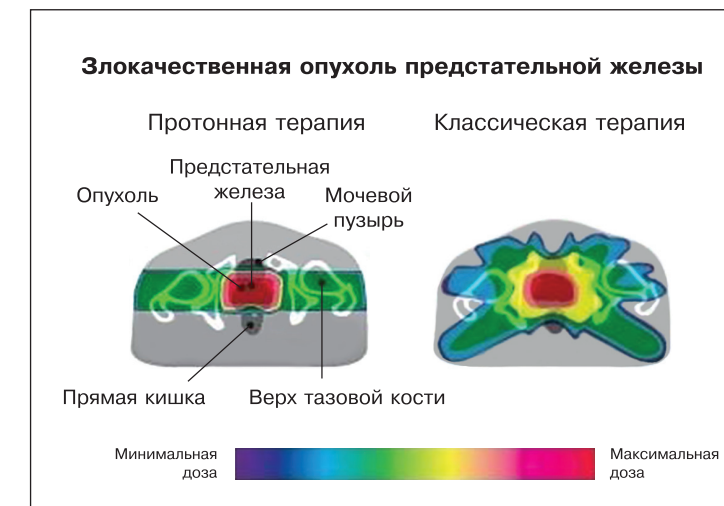 Злокачественная опухоль предстательной железы
Протонная терапия
Классическая терапия
Предстательная
железа
Опухоль
Мочевой
пузырь
Прямая кишка
Верх тазовой кости
Минимальная
доза
Максимальная
доза